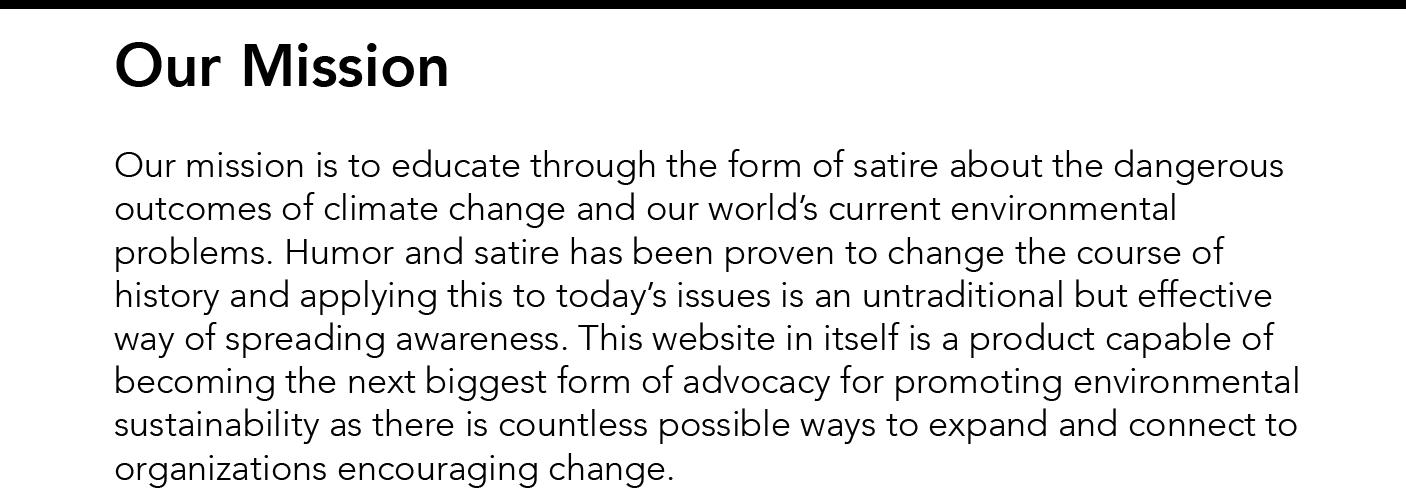 Our Mission
Our mission is to educate through the form of satire about the dangerous
outcomes of climate change and our world’s current environmental
problems. Humor and satire has been proven to change the course of
history and applying this to today’s issues is an untraditional but effective
way of spreading awareness. This website in itself is a product capable of
becoming the next biggest form of advocacy for promoting environmental
sustainability as there is countless possible ways to expand and connect to
organizations encouraging change.